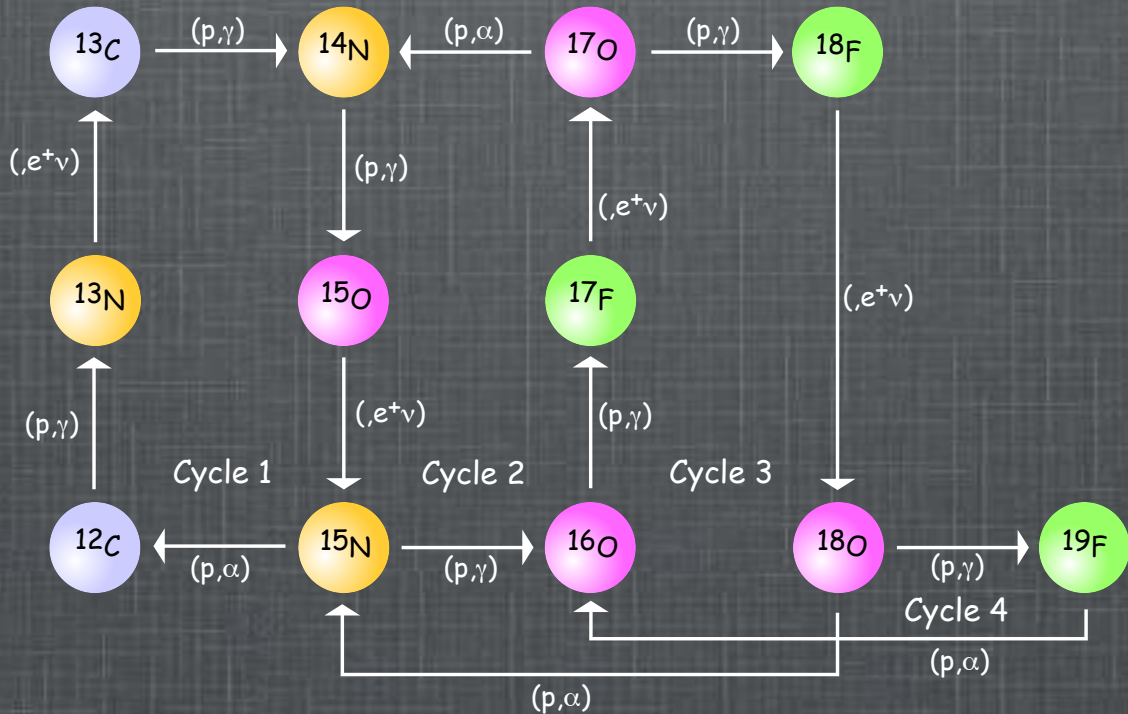 ¹³C (p,γ) ¹⁴N (p,α) ¹⁷O (p,γ) ¹⁸F
(,e⁺ν) (p,γ) (,e⁺ν)
¹³N ¹⁵O ¹⁷F (,e⁺ν)
(p,γ) (,e⁺ν) (p,γ)
Cycle 1 Cycle 2 Cycle 3
¹²C (p,α) ¹⁵N (p,γ) ¹⁶O ¹⁸O (p,γ) ¹⁹F
Cycle 4
(p,α)
(p,α)